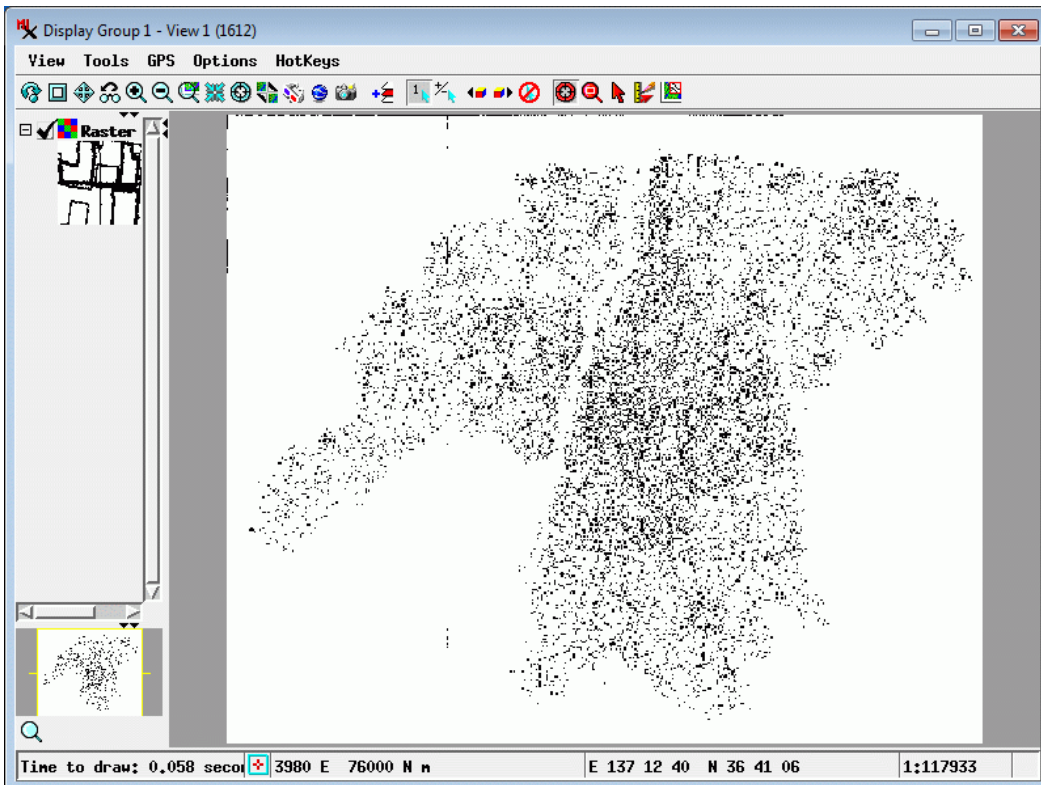 Display Group 1 - View 1 (1612)
View Tools GPS Options HotKeys
Raster
Time to draw: 0.058 secon
3980 E 76000 N m
E 137 12 40 N 36 41 06
1:117933